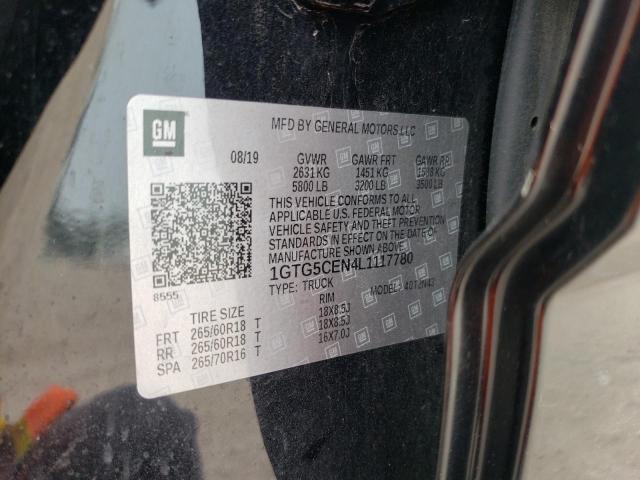 GM
MFD BY GENERAL MOTORS LLC
08/19 GVWR GAWR FRT GAWR RR
2631 KG 1451 KG 1588 KG
5800 LB 3200 LB 3500 LB
THIS VEHICLE CONFORMS TO ALL
APPLICABLE U.S. FEDERAL MOTOR
VEHICLE SAFETY AND THEFT PREVENTION
STANDARDS IN EFFECT ON THE DATE OF
MANUFACTURE SHOWN ABOVE.
1GTG5CEN4L1117780
TYPE: TRUCK MODEL:
8555
TIRE SIZE RIM
FRT 265/60R18 T 18X8.5J
RR 265/60R18 T 18X8.5J
SPA 265/70R16 T 16X7.0J